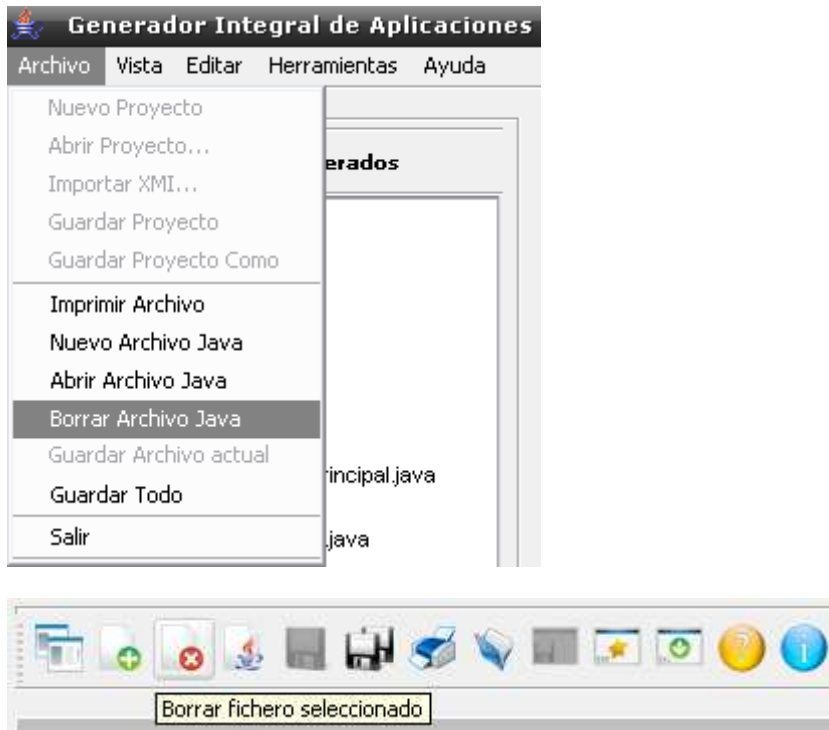 Generador Integral de Aplicaciones
Archivo Vista Editar Herramientas Ayuda
Nuevo Proyecto
Abrir Proyecto...
erados
Importar XMI...
Guardar Proyecto
Guardar Proyecto Como
Imprimir Archivo
Nuevo Archivo Java
Abrir Archivo Java
Borrar Archivo Java
Guardar Archivo actual
rincipal.java
Guardar Todo
Salir
.java
Borrar fichero seleccionado